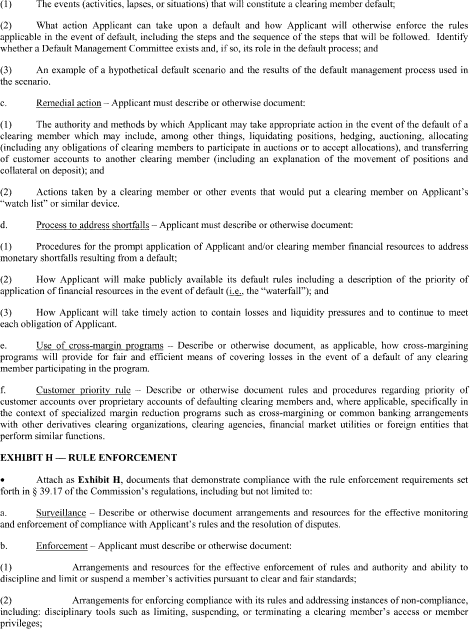 (1) The events (activities, lapses, or situations) that will constitute a clearing member default;
(2) What action Applicant can take upon a default and how Applicant will otherwise enforce the rules
applicable in the event of default, including the steps and the sequence of the steps that will be followed. Identify
whether a Default Management Committee exists and, if so, its role in the default process; and
(3) An example of a hypothetical default scenario and the results of the default management process used in
the scenario.
c. Remedial action – Applicant must describe or otherwise document:
(1) The authority and methods by which Applicant may take appropriate action in the event of the default of a
clearing member which may include, among other things, liquidating positions, hedging, auctioning, allocating
(including any obligations of clearing members to participate in auctions or to accept allocations), and transferring
of customer accounts to another clearing member (including an explanation of the movement of positions and
collateral on deposit); and
(2) Actions taken by a clearing member or other events that would put a clearing member on Applicant's
"watch list" or similar device.
d. Process to address shortfalls – Applicant must describe or otherwise document:
(1) Procedures for the prompt application of Applicant and/or clearing member financial resources to address
monetary shortfalls resulting from a default;
(2) How Applicant will make publicly available its default rules including a description of the priority of
application of financial resources in the event of default (i.e., the "waterfall"); and
(3) How Applicant will take timely action to contain losses and liquidity pressures and to continue to meet
each obligation of Applicant.
e. Use of cross-margin programs – Describe or otherwise document, as applicable, how cross-margining
programs will provide for fair and efficient means of covering losses in the event of a default of any clearing
member participating in the program.
f. Customer priority rule – Describe or otherwise document rules and procedures regarding priority of
customer accounts over proprietary accounts of defaulting clearing members and, where applicable, specifically in
the context of specialized margin reduction programs such as cross-margining or common banking arrangements
with other derivatives clearing organizations, clearing agencies, financial market utilities or foreign entities that
perform similar functions.
EXHIBIT H — RULE ENFORCEMENT
• Attach as Exhibit H, documents that demonstrate compliance with the rule enforcement requirements set
forth in § 39.17 of the Commission's regulations, including but not limited to:
a. Surveillance – Describe or otherwise document arrangements and resources for the effective monitoring
and enforcement of compliance with Applicant's rules and the resolution of disputes.
b. Enforcement – Applicant must describe or otherwise document:
(1) Arrangements and resources for the effective enforcement of rules and authority and ability to
discipline and limit or suspend a member's activities pursuant to clear and fair standards;
(2) Arrangements for enforcing compliance with its rules and addressing instances of non-compliance,
including: disciplinary tools such as limiting, suspending, or terminating a clearing member's access or member
privileges;